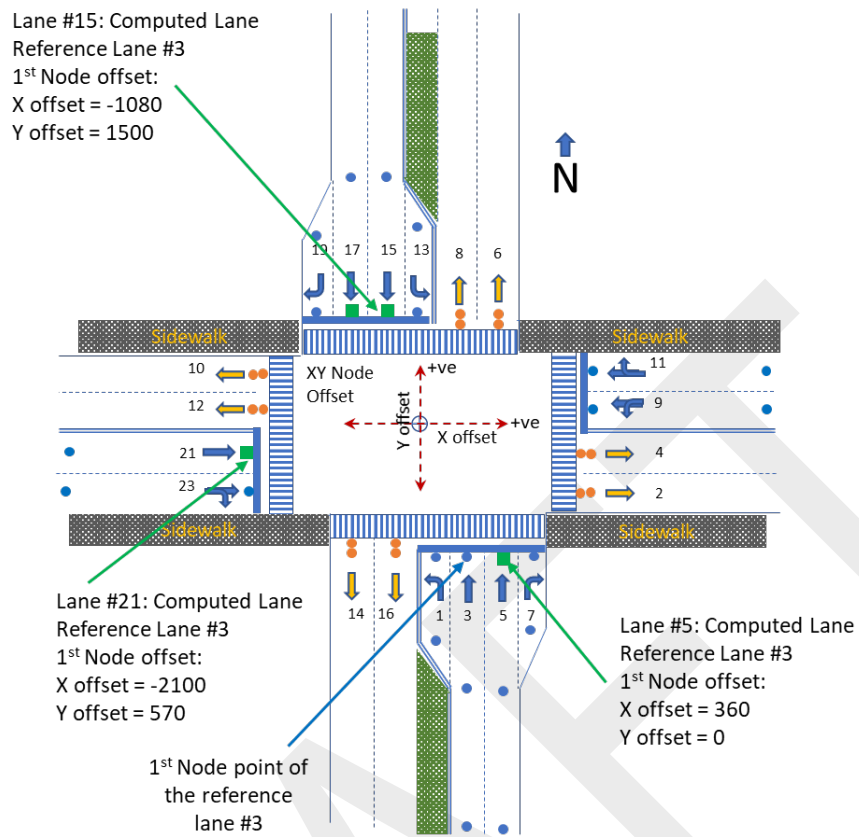 Lane #15: Computed Lane
Reference Lane #3
1st Node offset:
X offset = -1080
Y offset = 1500
N
19 17 15 13 8 6
Sidewalk
Sidewalk
10
XY Node
Offset
+ve
11
12
Y offset
X offset
+ve
9
21
4
23
2
Sidewalk
Sidewalk
14 16 1 3 5 7
Lane #21: Computed Lane
Reference Lane #3
1st Node offset:
X offset = -2100
Y offset = 570
Lane #5: Computed Lane
Reference Lane #3
1st Node offset:
X offset = 360
Y offset = 0
1st Node point of
the reference
lane #3